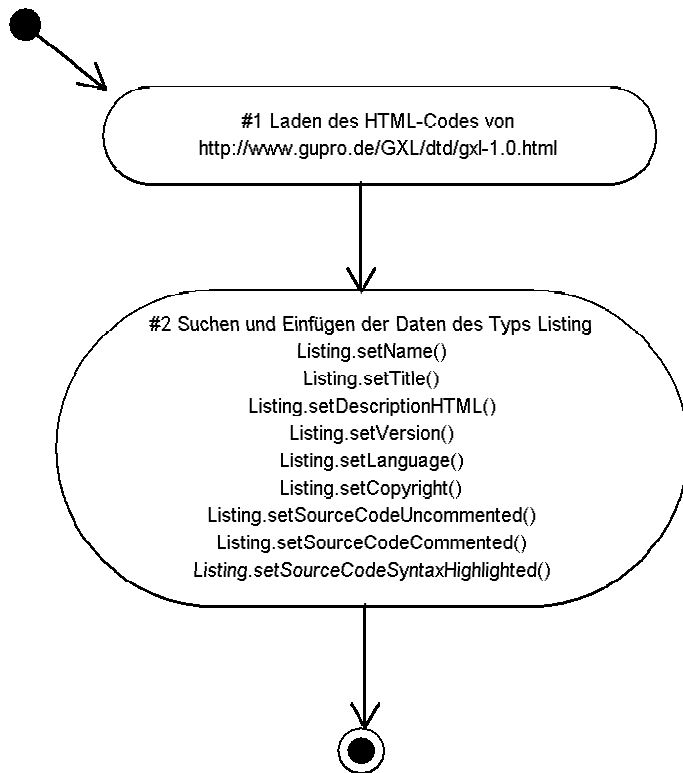 #1 Laden des HTML-Codes von
http://www.gupro.de/GXL/dtd/gxl-1.0.html
#2 Suchen und Einfügen der Daten des Typs Listing
Listing.setName()
Listing.setTitle()
Listing.setDescriptionHTML()
Listing.setVersion()
Listing.setLanguage()
Listing.setCopyright()
Listing.setSourceCodeUncommented()
Listing.setSourceCodeCommented()
Listing.setSourceCodeSyntaxHighlighted()